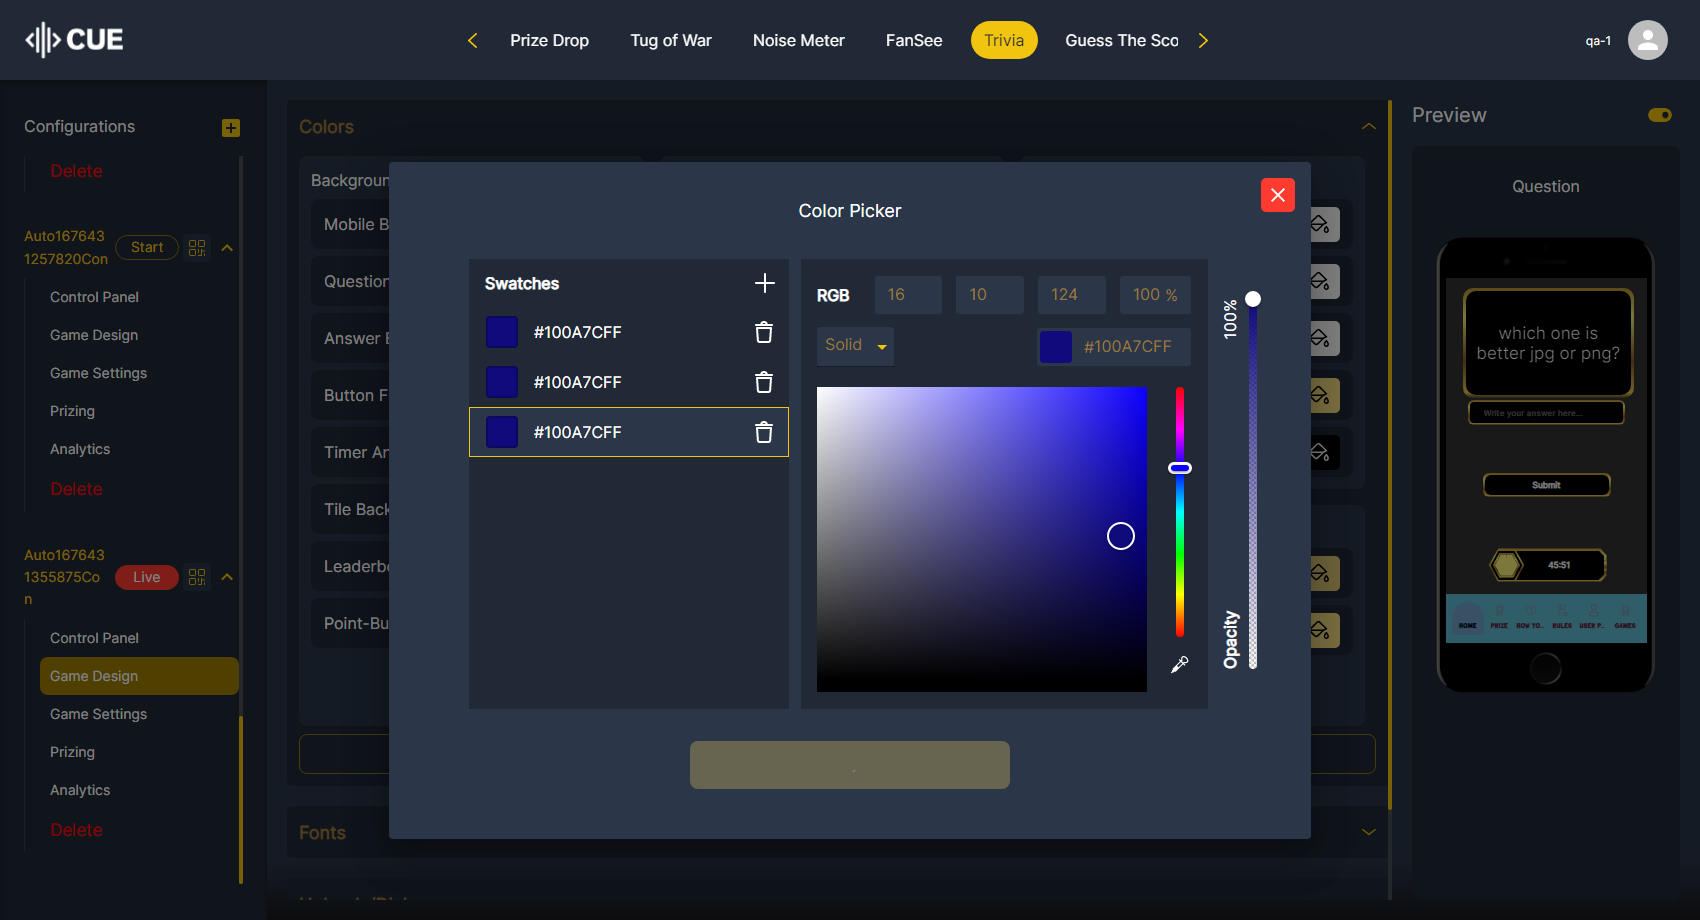 CUE
Prize Drop
Tug of War
Noise Meter
FanSee
Trivia
Guess The Sco
qa-1
Configurations
Delete
Auto167643
1257820Con
Start
Control Panel
Game Design
Game Settings
Prizing
Analytics
Delete
Auto167643
1355875Co
n
Live
Control Panel
Game Design
Game Settings
Prizing
Analytics
Delete
Colors
Backgroun
Mobile B
Question
Answer
Button F
Timer An
Tile Back
Leaderbo
Point-Bu
Fonts
Color Picker
Swatches
#100A7CFF
#100A7CFF
#100A7CFF
RGB
16
10
124
100 %
Solid
#100A7CFF
100%
Opacity
Preview
Question
which one is
better jpg or png?
Write your answer here...
Submit
45:51
HOME
PRIZE
HOW TO..
RULES
USER P..
GAMES